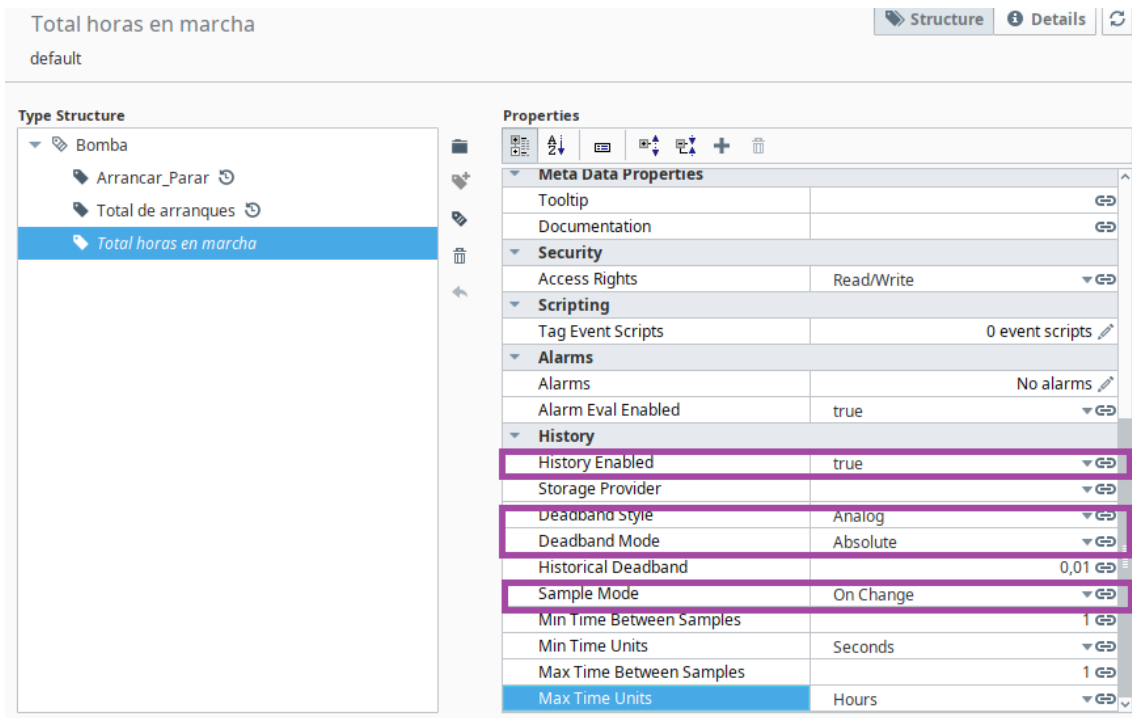 Total horas en marcha
Structure
Details
default
Type Structure
Properties
Bomba
Arrancar_Parar
Total de arranques
Total horas en marcha
A
Z
Meta Data Properties
Tooltip
Documentation
Security
Access Rights Read/Write
Scripting
Tag Event Scripts 0 event scripts
Alarms
Alarms No alarms
Alarm Eval Enabled true
History
History Enabled true
Storage Provider
Deadband Style Analog
Deadband Mode Absolute
Historical Deadband 0,01
Sample Mode On Change
Min Time Between Samples 1
Min Time Units Seconds
Max Time Between Samples 1
Max Time Units Hours